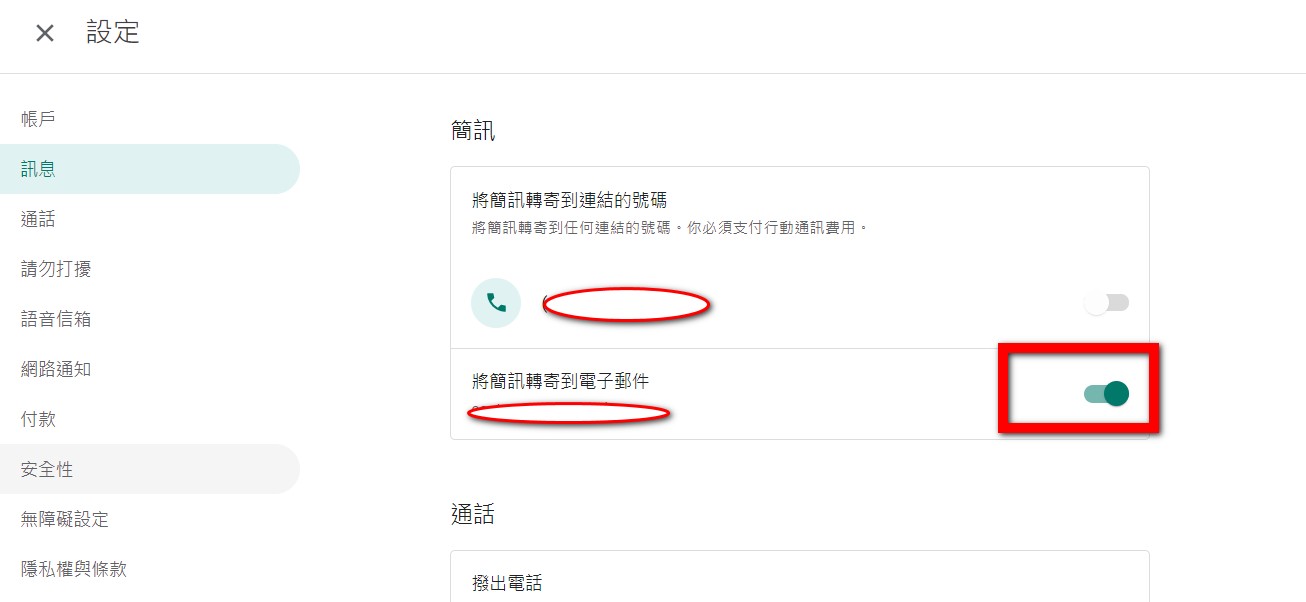 設定
帳戶
訊息
通話
請勿打擾
語音信箱
網路通知
付款
安全性
無障礙設定
隱私權與條款
簡訊
將簡訊轉寄到連結的號碼
將簡訊轉寄到任何連結的號碼。你必須支付行動通訊費用。
將簡訊轉寄到電子郵件
通話
撥出電話